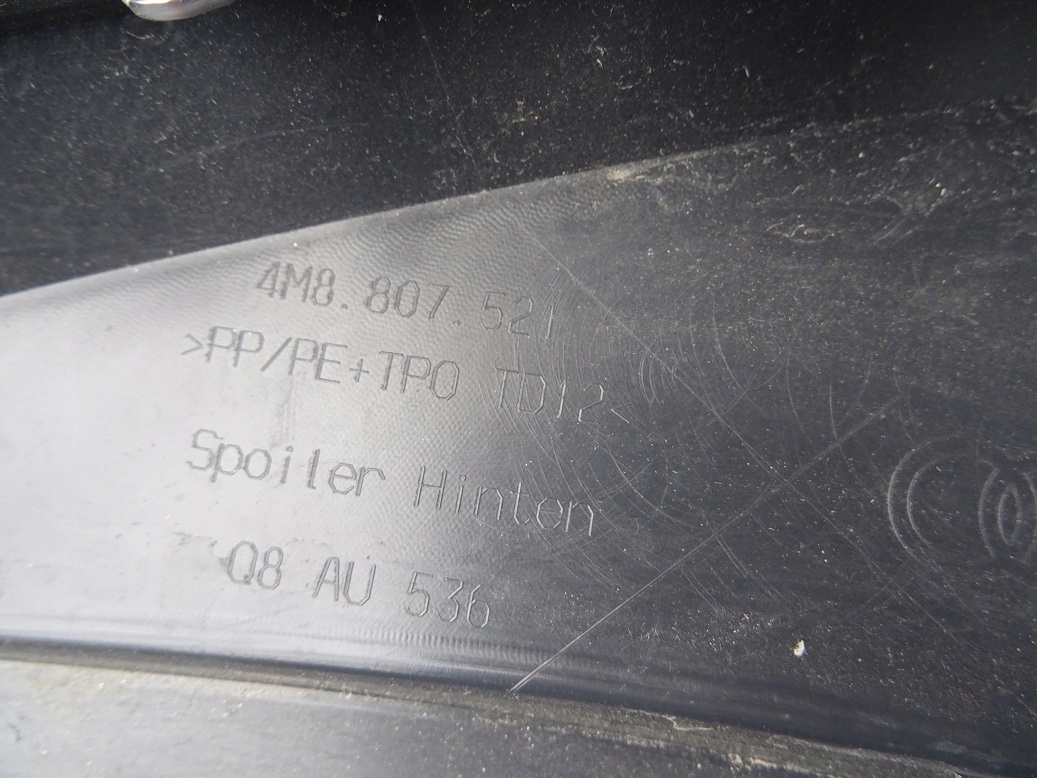 4M8.807.521
>PP/PE+TPO TD12<
Spoiler Hinten
Q8 AU 536